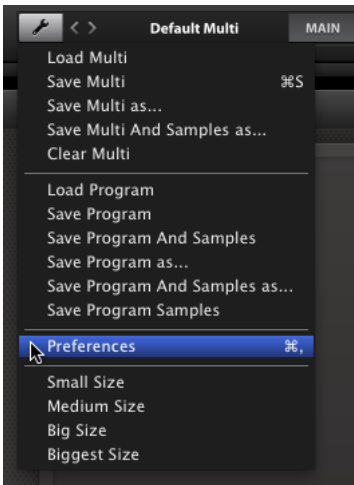 Default Multi MAIN
Load Multi
Save Multi ⌘S
Save Multi as...
Save Multi And Samples as...
Clear Multi
Load Program
Save Program
Save Program And Samples
Save Program as...
Save Program And Samples as...
Save Program Samples
Preferences ⌘,
Small Size
Medium Size
Big Size
Biggest Size